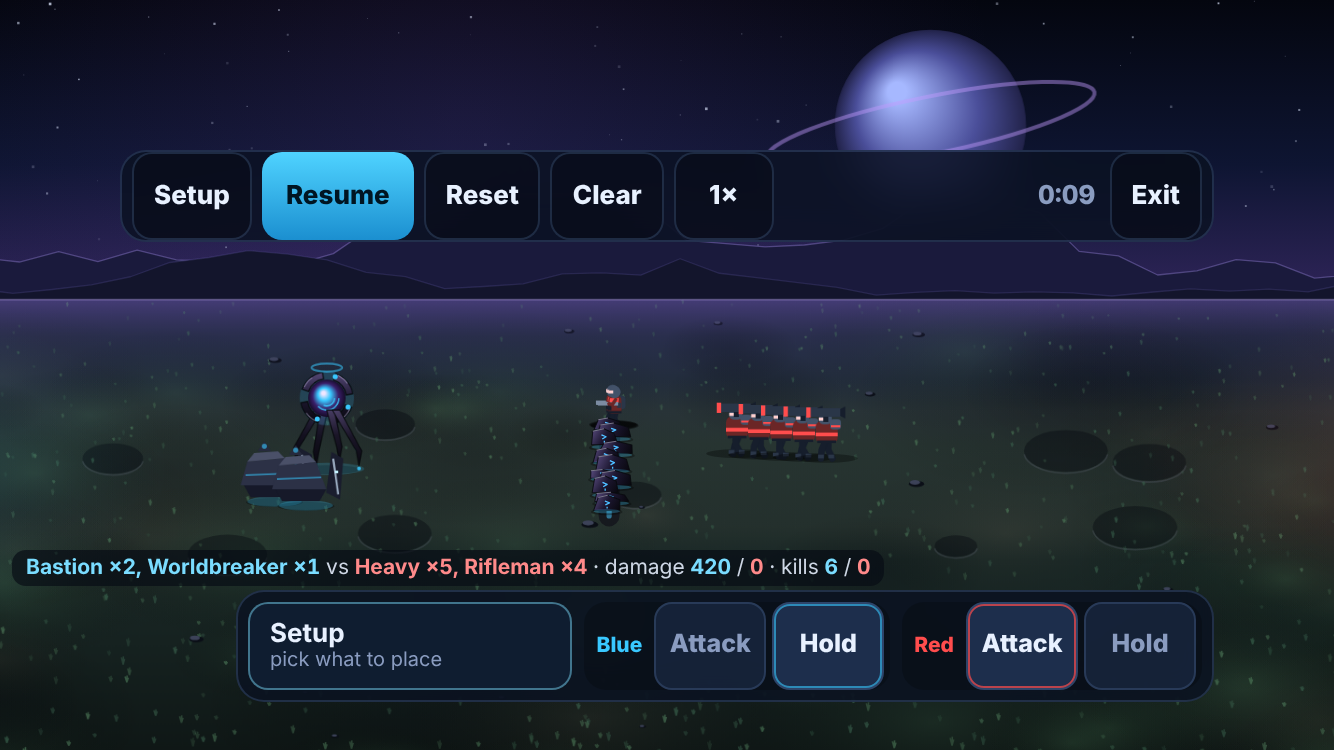 Setup
Resume
Reset
Clear
1×
0:09
Exit
Bastion ×2, Worldbreaker ×1 vs Heavy ×5, Rifleman ×4 · damage 420 / 0 · kills 6 / 0
Setup
pick what to place
Blue
Attack
Hold
Red
Attack
Hold